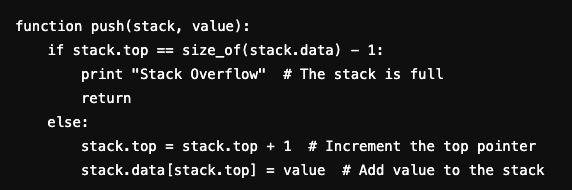 function push(stack, value):
    if stack.top == size_of(stack.data) - 1:
        print "Stack Overflow"  # The stack is full
        return
    else:
        stack.top = stack.top + 1  # Increment the top pointer
        stack.data[stack.top] = value  # Add value to the stack